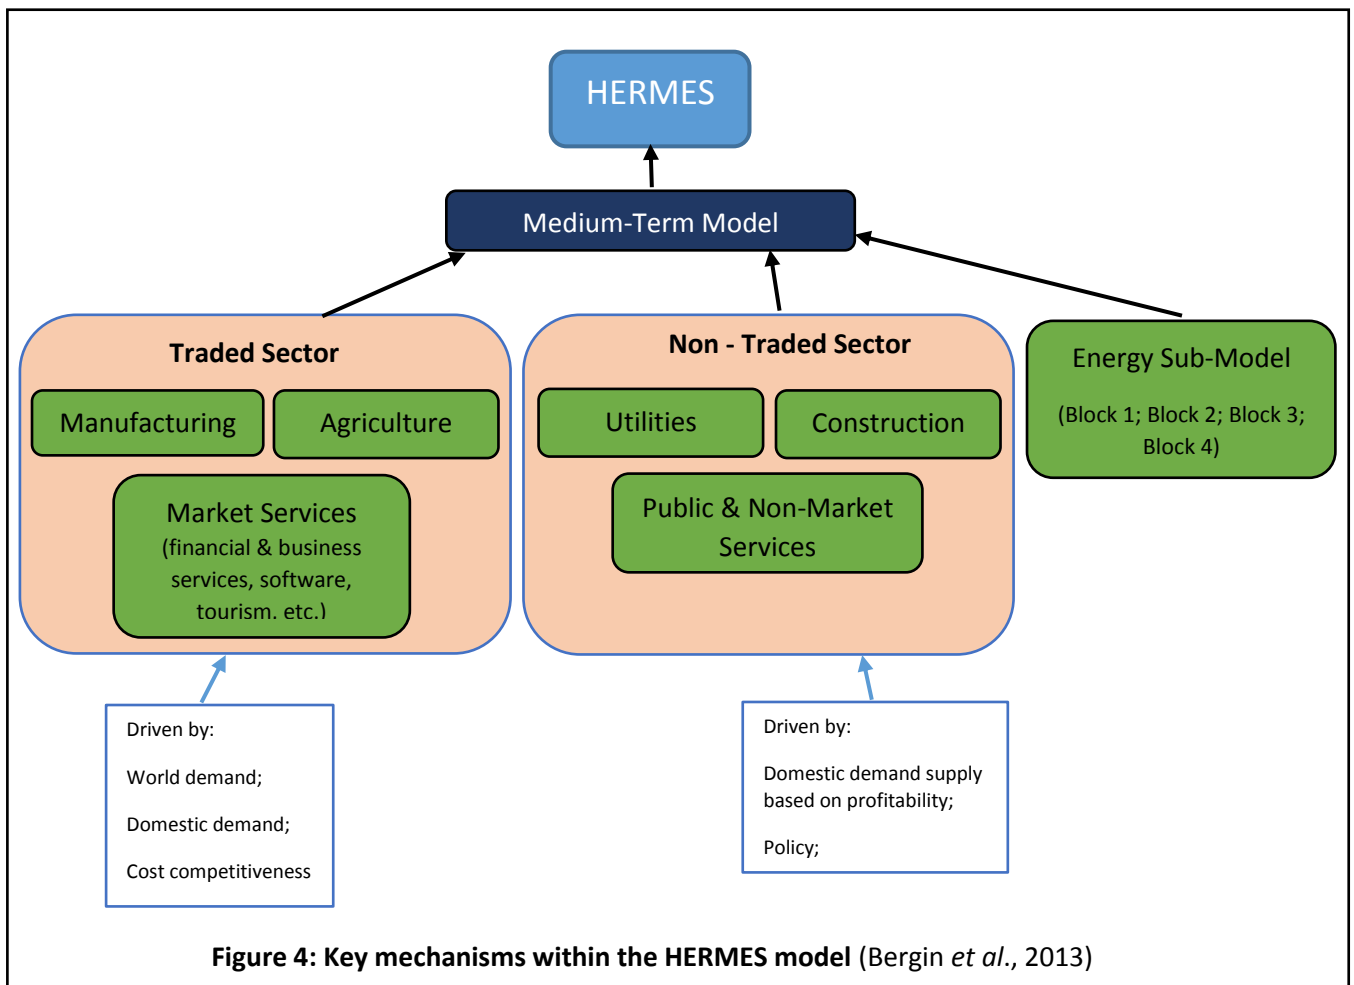 HERMES
Medium-Term Model
Traded Sector
Manufacturing
Agriculture
Market Services
(financial & business
services, software,
tourism, etc.)
Non - Traded Sector
Utilities
Construction
Public & Non-Market
Services
Energy Sub-Model
(Block 1; Block 2; Block 3;
Block 4)
Driven by:
World demand;
Domestic demand;
Cost competitiveness
Driven by:
Domestic demand supply
based on profitability;
Policy;
Figure 4: Key mechanisms within the HERMES model (Bergin et al., 2013)